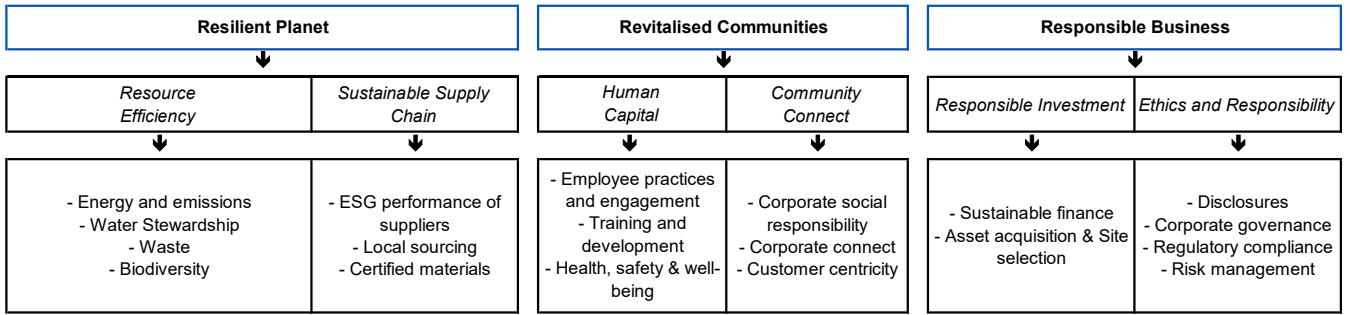 Resilient Planet
Resource
Efficiency
Sustainable Supply
Chain
- Energy and emissions
- Water Stewardship
- Waste
- Biodiversity
- ESG performance of
suppliers
- Local sourcing
- Certified materials
Revitalised Communities
Human
Capital
Community
Connect
- Employee practices
and engagement
- Training and
development
- Health, safety & well-
being
- Corporate social
responsibility
- Corporate connect
- Customer centricity
Responsible Business
Responsible Investment
Ethics and Responsibility
- Sustainable finance
- Asset acquisition & Site
selection
- Disclosures
- Corporate governance
- Regulatory compliance
- Risk management